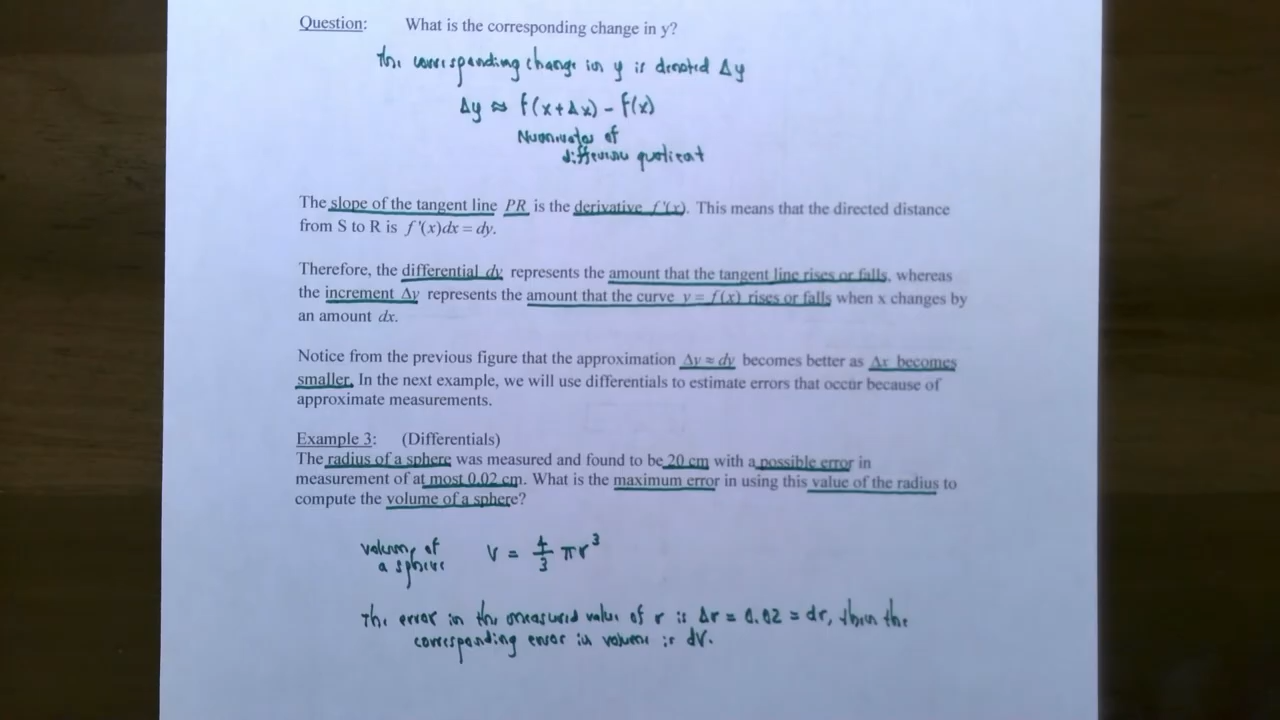 Question: What is the corresponding change in y?
the corresponding change in y is denoted Δy
Δy ≈ f(x+Δx) - f(x)
Numerator of
difference quotient
The slope of the tangent line PR is the derivative f'(x). This means that the directed distance
from S to R is f'(x)dx = dy.
Therefore, the differential dy represents the amount that the tangent line rises or falls, whereas
the increment Δy represents the amount that the curve y = f(x) rises or falls when x changes by
an amount dx.
Notice from the previous figure that the approximation Δy ≈ dy becomes better as Δx becomes
smaller. In the next example, we will use differentials to estimate errors that occur because of
approximate measurements.
Example 3: (Differentials)
The radius of a sphere was measured and found to be 20 cm with a possible error in
measurement of at most 0.02 cm. What is the maximum error in using this value of the radius to
compute the volume of a sphere?
volume of
a sphere
V = 4/3 πr³
The error in the measured value of r is Δr = 0.02 = dr, then the
corresponding error in volume is dV.